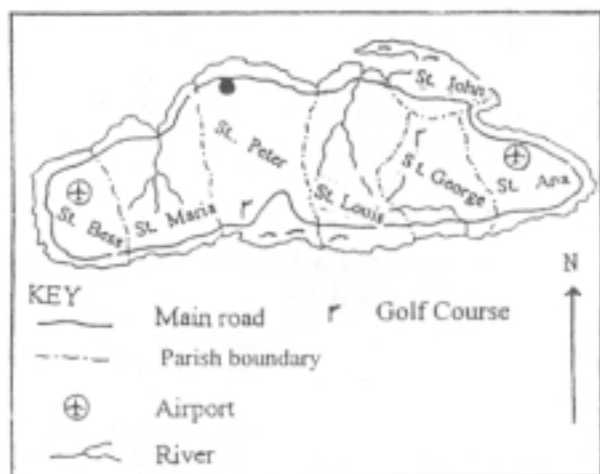 St. John
St. Peter
St. George
St. Ana
St. Louis
St. Maria
St. Bess
KEY
N
Main road
Golf Course
Parish boundary
Airport
River